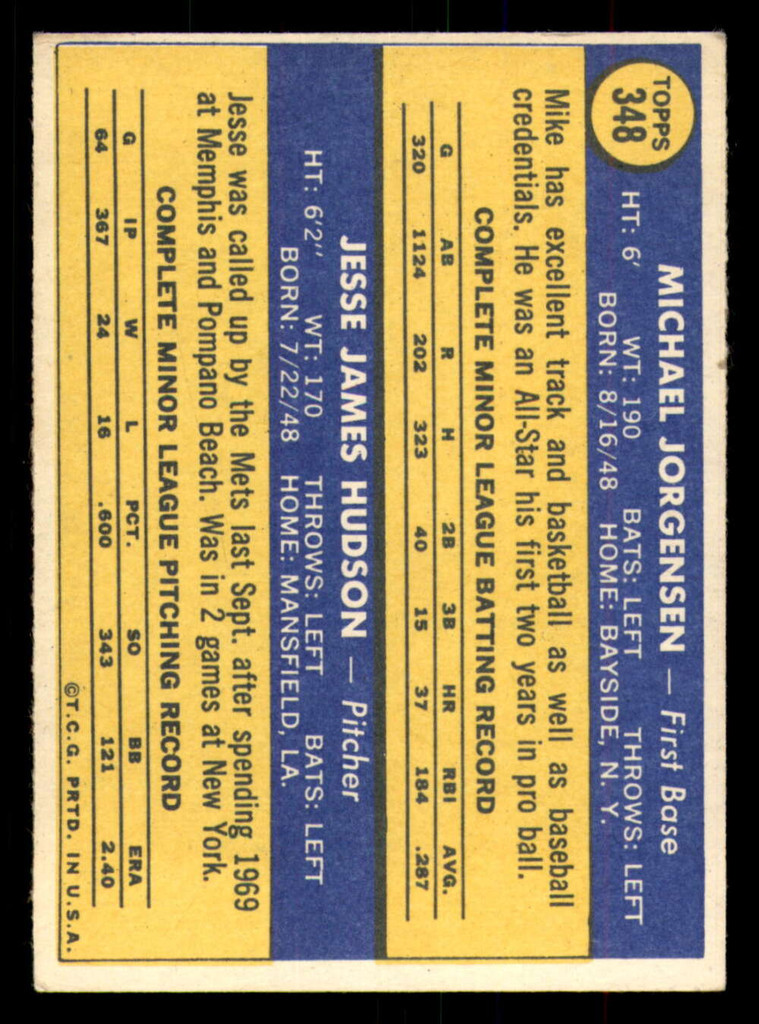 TOPPS
348
MICHAEL JORGENSEN — First Base
HT: 6' WT: 190 BATS: LEFT THROWS: LEFT
BORN: 8/16/48 HOME: BAYSIDE, N. Y.
Mike has excellent track and basketball as well as baseball
credentials. He was an All-Star his first two years in pro ball.
COMPLETE MINOR LEAGUE BATTING RECORD
G AB R H 2B 3B HR RBI AVG.
320 1124 202 323 40 15 37 184 .287
JESSE JAMES HUDSON — Pitcher
HT: 6'2" WT: 170 THROWS: LEFT BATS: LEFT
BORN: 7/22/48 HOME: MANSFIELD, LA.
Jesse was called up by the Mets last Sept. after spending 1969
at Memphis and Pompano Beach. Was in 2 games at New York.
COMPLETE MINOR LEAGUE PITCHING RECORD
G IP W L PCT. SO BB ERA
64 367 24 16 .600 343 121 2.40
©T.C.G. PRTD. IN U.S.A.